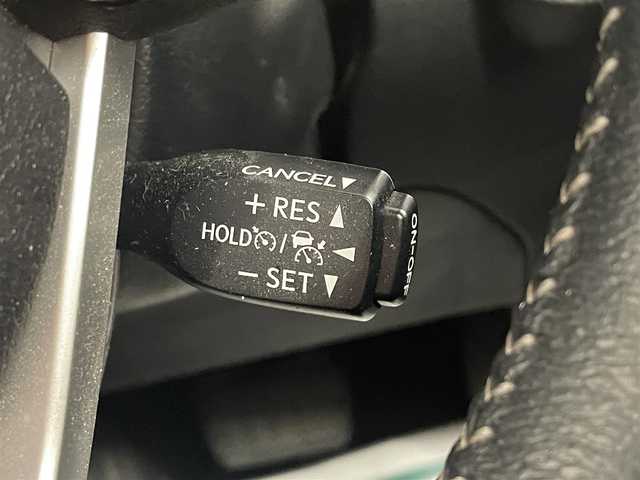 CANCEL▼
+ RES ▲
HOLD / ◀
− SET ▼
ON-OFF